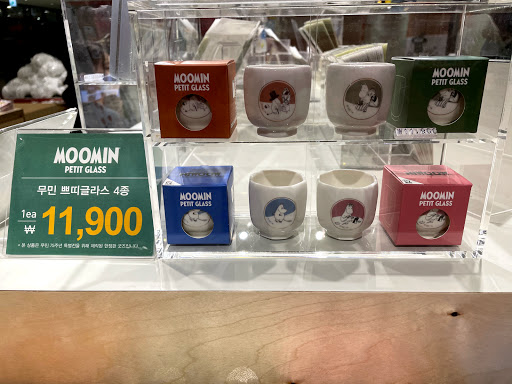 MOOMIN
PETIT GLASS
MOOMIN
PETIT GLASS
MOOMIN
PETIT GLASS
무민 쁘띠글라스 4종
1ea
₩ 11,900
MOOMIN
PETIT GLASS
MOOMIN
PETIT GLASS